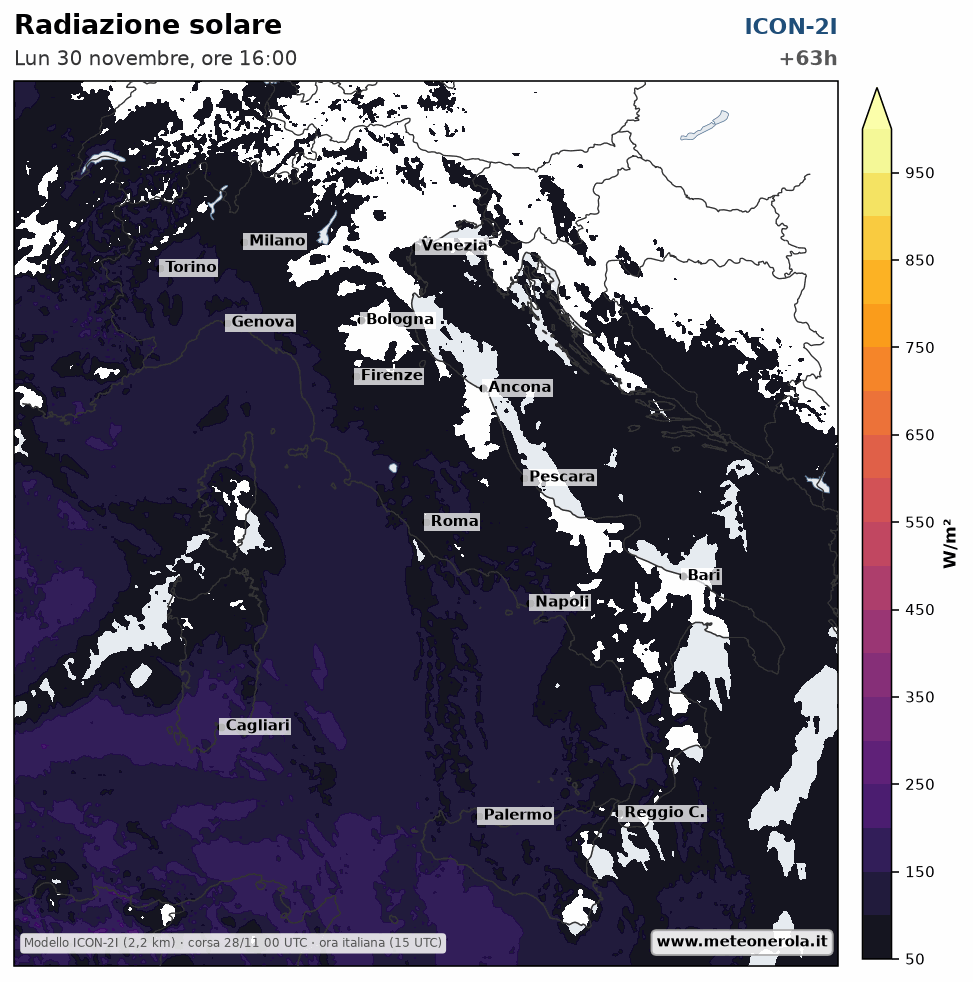 Radiazione solare
ICON-2I
Lun 30 novembre, ore 16:00
+63h
Milano
Venezia
Torino
Genova
Bologna
Firenze
Ancona
Pescara
Roma
Bari
Napoli
Cagliari
Palermo
Reggio C.
950
850
750
650
550
450
350
250
150
50
W/m²
Modello ICON-2I (2,2 km) · corsa 28/11 00 UTC · ora italiana (15 UTC)
www.meteonerola.it